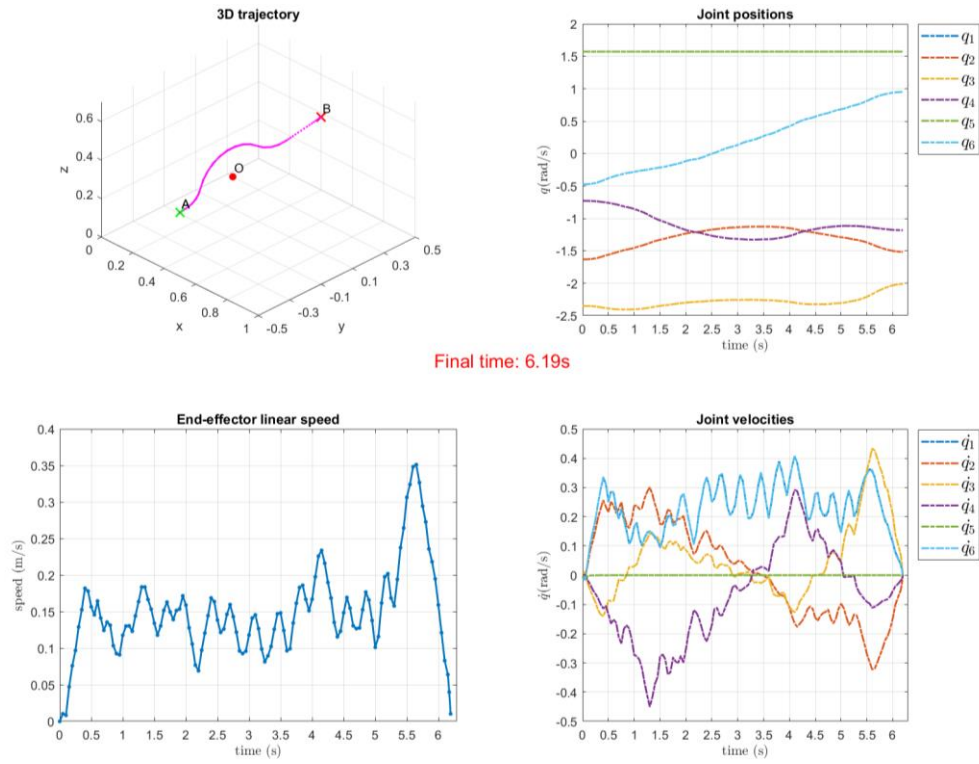 3D trajectory
0.6
0.4
0.2
0
z
A
O
B
0
0.2
0.4
0.6
0.8
1
x
-0.5
-0.3
-0.1
0.1
0.3
0.5
y
Joint positions
2
1.5
1
0.5
0
-0.5
-1
-1.5
-2
-2.5
q(rad/s)
0 0.5 1 1.5 2 2.5 3 3.5 4 4.5 5 5.5 6
time (s)
q₁
q₂
q₃
q₄
q₅
q₆
Final time: 6.19s
End-effector linear speed
0.4
0.35
0.3
0.25
0.2
0.15
0.1
0.05
0
speed (m/s)
0 0.5 1 1.5 2 2.5 3 3.5 4 4.5 5 5.5 6
time (s)
Joint velocities
0.5
0.4
0.3
0.2
0.1
0
-0.1
-0.2
-0.3
-0.4
-0.5
q̇(rad/s)
0 0.5 1 1.5 2 2.5 3 3.5 4 4.5 5 5.5 6
time (s)
q̇₁
q̇₂
q̇₃
q̇₄
q̇₅
q̇₆